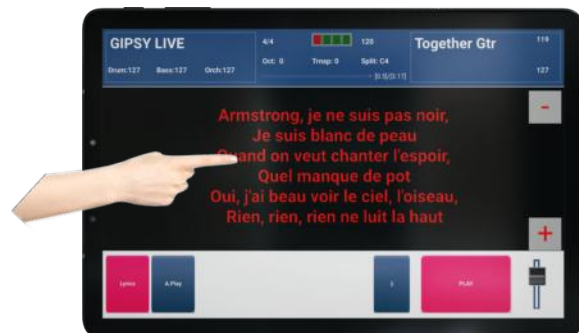 GIPSY LIVE
4/4
120
Together Gtr
119
Oct: 0
Trnsp: 0
Split: C4
Drum:127
Bass:127
Orch:127
127
-
Armstrong, je ne suis pas noir,
Je suis blanc de peau
Quand on veut chanter l'espoir,
Quel manque de pot
Oui, j'ai beau voir le ciel, l'oiseau,
Rien, rien, rien ne luit la haut
+
Lyrics
A.Play
PLAY